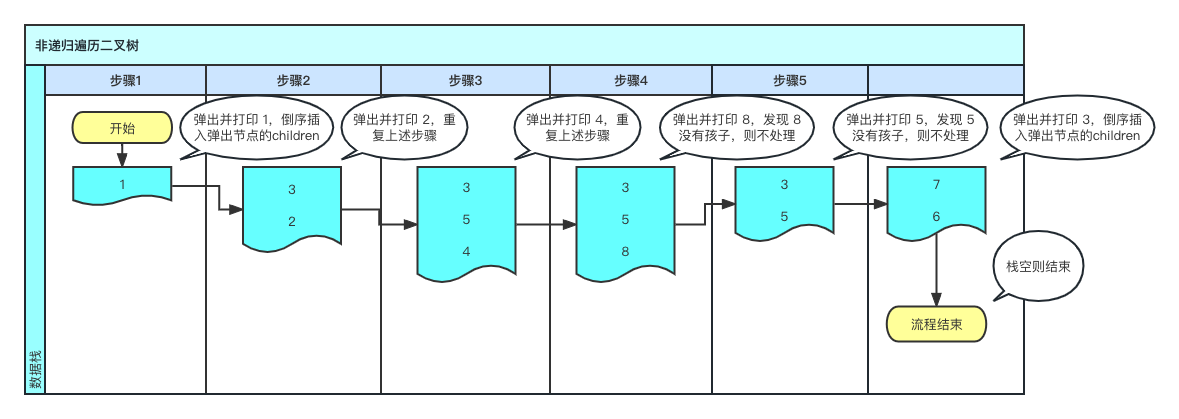 非递归遍历二叉树
步骤1
步骤2
步骤3
步骤4
步骤5
数据栈
开始
弹出并打印 1，倒序插
入弹出节点的children
弹出并打印 2，重
复上述步骤
弹出并打印 4，重
复上述步骤
弹出并打印 8，发现 8
没有孩子，则不处理
弹出并打印 5，发现 5
没有孩子，则不处理
弹出并打印 3，倒序插
入弹出节点的children
1
3
2
3
5
4
3
5
8
3
5
7
6
栈空则结束
流程结束